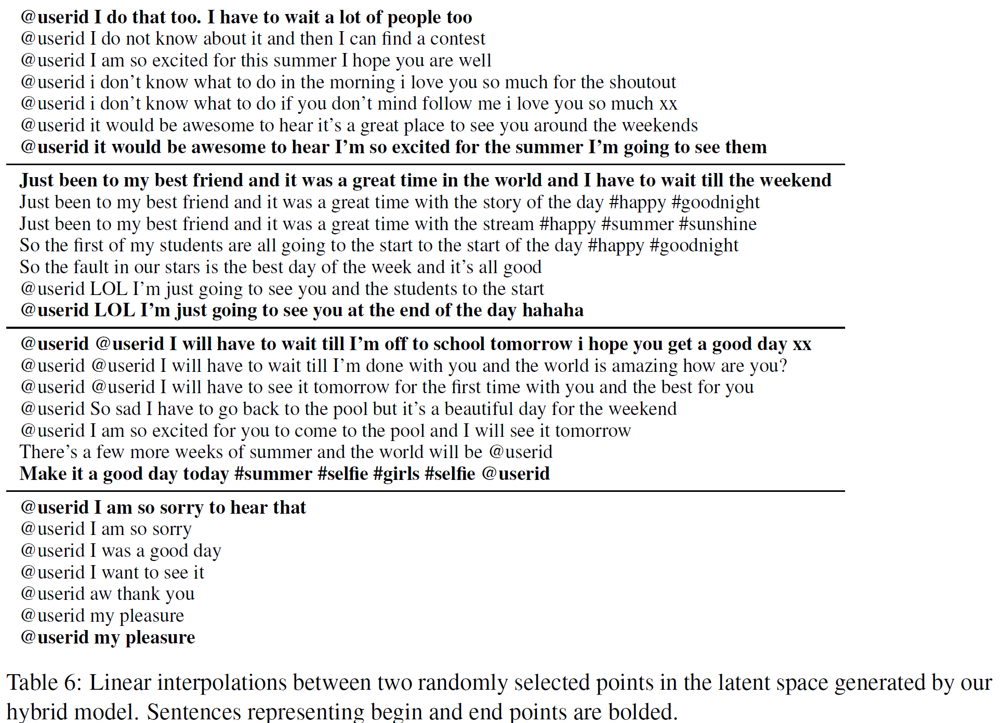 @userid I do that too. I have to wait a lot of people too
@userid I do not know about it and then I can find a contest
@userid I am so excited for this summer I hope you are well
@userid i don’t know what to do in the morning i love you so much for the shoutout
@userid i don’t know what to do if you don’t mind follow me i love you so much xx
@userid it would be awesome to hear it’s a great place to see you around the weekends
@userid it would be awesome to hear I’m so excited for the summer I’m going to see them
Just been to my best friend and it was a great time in the world and I have to wait till the weekend
Just been to my best friend and it was a great time with the story of the day #happy #goodnight
Just been to my best friend and it was a great time with the stream #happy #summer #sunshine
So the first of my students are all going to the start to the start of the day #happy #goodnight
So the fault in our stars is the best day of the week and it’s all good
@userid LOL I’m just going to see you and the students to the start
@userid LOL I’m just going to see you at the end of the day hahaha
@userid @userid I will have to wait till I’m off to school tomorrow i hope you get a good day xx
@userid @userid I will have to wait till I’m done with you and the world is amazing how are you?
@userid @userid I will have to see it tomorrow for the first time with you and the best for you
@userid So sad I have to go back to the pool but it’s a beautiful day for the weekend
@userid I am so excited for you to come to the pool and I will see it tomorrow
There’s a few more weeks of summer and the world will be @userid
Make it a good day today #summer #selfie #girls #selfie @userid
@userid I am so sorry to hear that
@userid I am so sorry
@userid I was a good day
@userid I want to see it
@userid aw thank you
@userid my pleasure
@userid my pleasure
Table 6: Linear interpolations between two randomly selected points in the latent space generated by our
hybrid model. Sentences representing begin and end points are bolded.